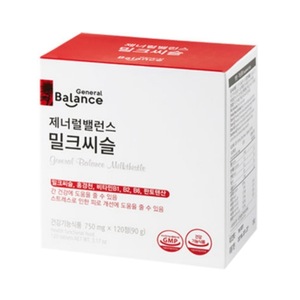 General
Balance
제너럴밸런스
밀크씨슬
General Balance Milkthistle
밀크씨슬, 홍경천, 비타민B1, B2, B6, 판토텐산
간 건강에 도움을 줄 수 있음
스트레스로 인한 피로 개선에 도움을 줄 수 있음
건강기능식품 750 mg × 120정(90 g)
GMP